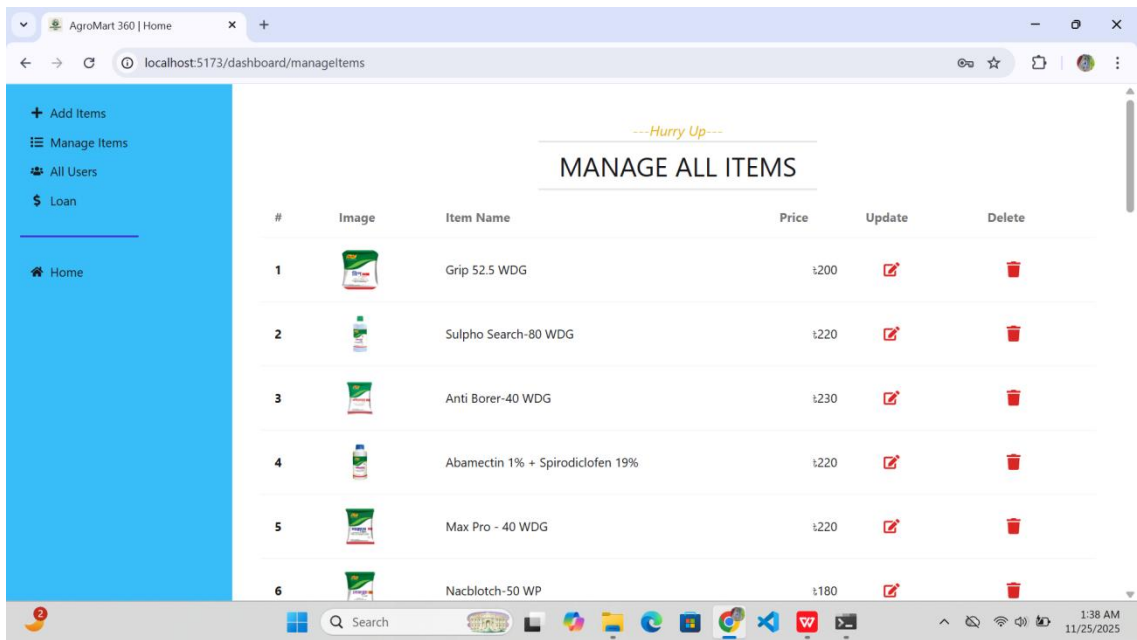 AgroMart 360 | Home
localhost:5173/dashboard/manageItems
Add Items
Manage Items
All Users
Loan
Home
---Hurry Up---
MANAGE ALL ITEMS
# Image Item Name Price Update Delete
1 Grip 52.5 WDG ৳200
2 Sulpho Search-80 WDG ৳220
3 Anti Borer-40 WDG ৳230
4 Abamectin 1% + Spirodiclofen 19% ৳220
5 Max Pro - 40 WDG ৳220
6 Nacblotch-50 WP ৳180
2
Search
1:38 AM
11/25/2025